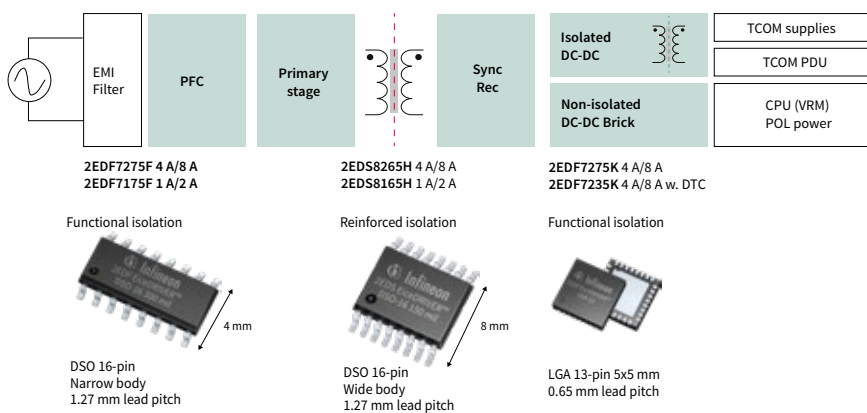 EMI
Filter
PFC
Primary
stage
Sync
Rec
Isolated
DC-DC
Non-isolated
DC-DC Brick
TCOM supplies
TCOM PDU
CPU (VRM)
POL power
2EDF7275F 4 A/8 A
2EDF7175F 1 A/2 A
2EDS8265H 4 A/8 A
2EDS8165H 1 A/2 A
2EDF7275K 4 A/8 A
2EDF7235K 4 A/8 A w. DTC
Functional isolation
Infineon
4 mm
DSO 16-pin
Narrow body
1.27 mm lead pitch
Reinforced isolation
Infineon
8 mm
DSO 16-pin
Wide body
1.27 mm lead pitch
Functional isolation
LGA 13-pin 5x5 mm
0.65 mm lead pitch